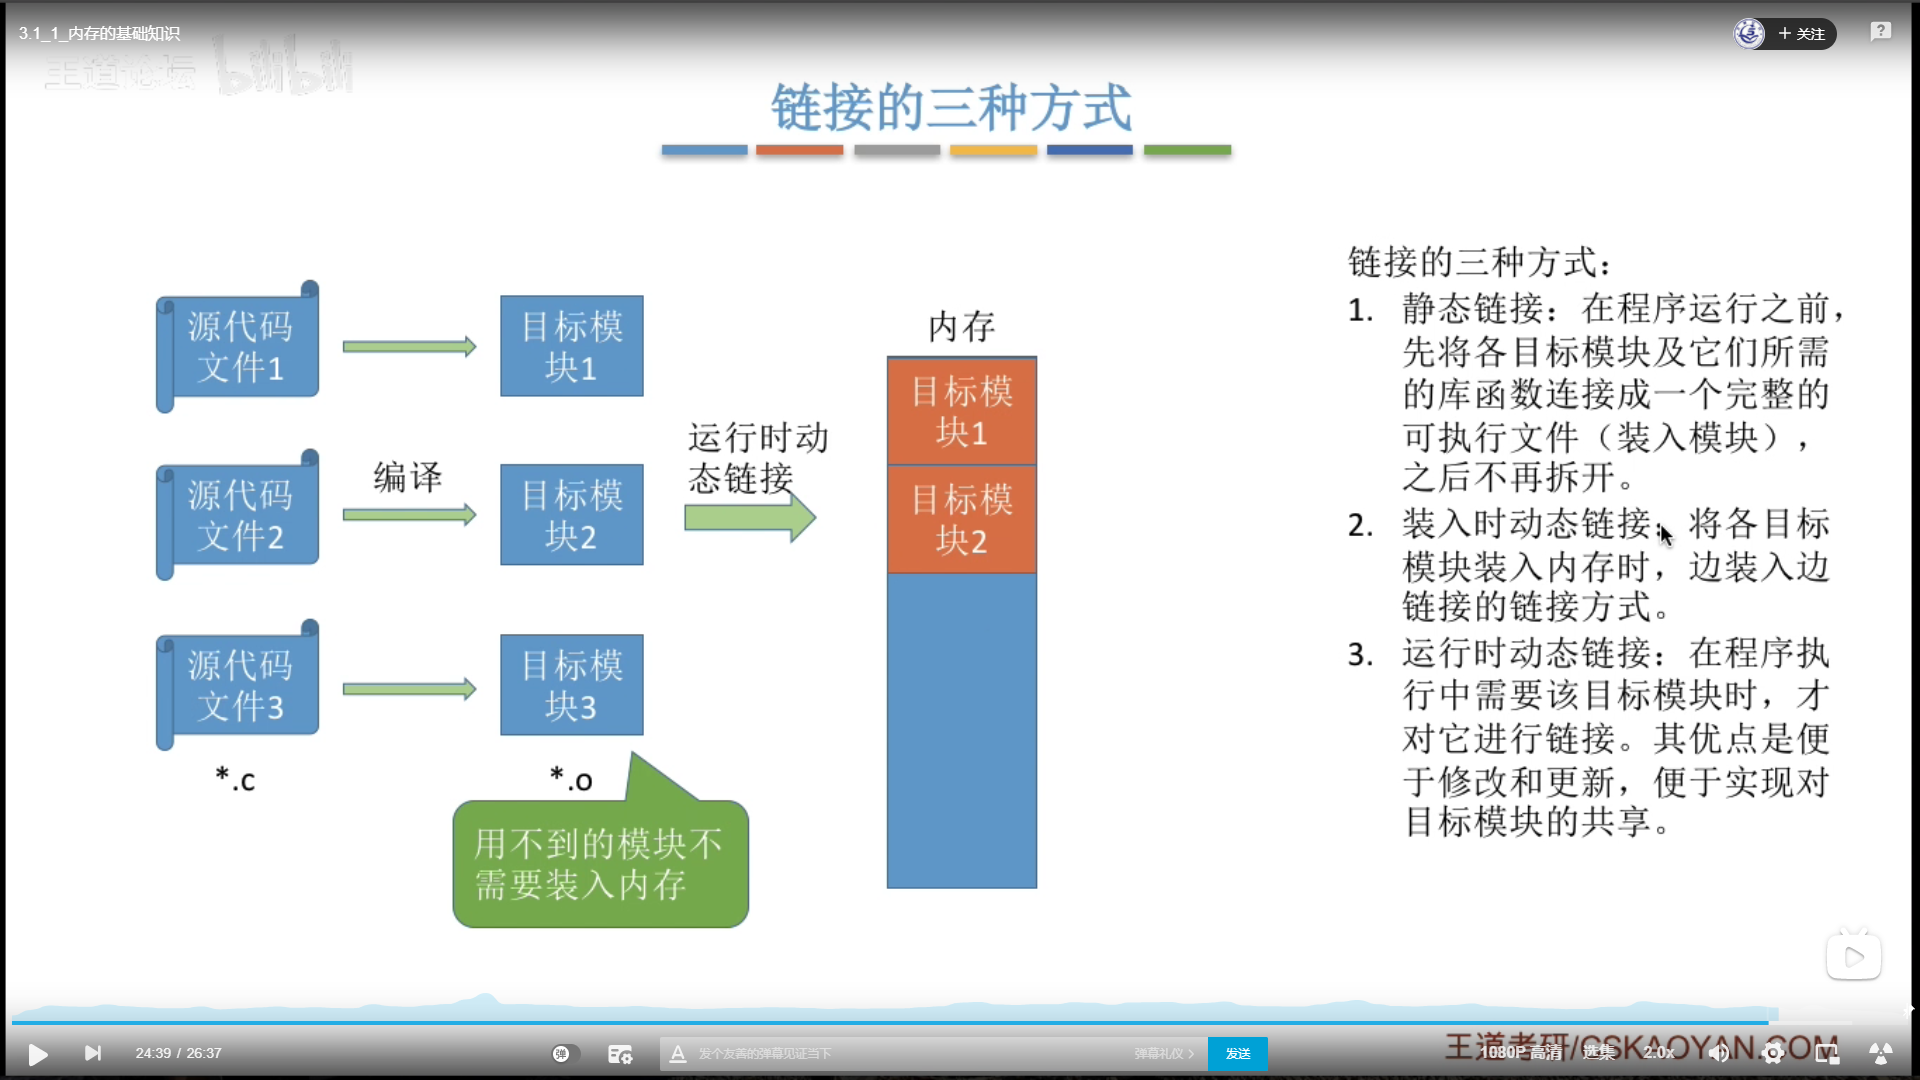 3.1_1_内存的基础知识
+ 关注
王道论坛 bilibili
链接的三种方式
源代码
文件1
目标模
块1
源代码
文件2
编译
目标模
块2
源代码
文件3
目标模
块3
*.c
*.o
用不到的模块不
需要装入内存
运行时动
态链接
内存
目标模
块1
目标模
块2
链接的三种方式：
1. 静态链接：在程序运行之前，
先将各目标模块及它们所需
的库函数连接成一个完整的
可执行文件（装入模块），
之后不再拆开。
2. 装入时动态链接：将各目标
模块装入内存时，边装入边
链接的链接方式。
3. 运行时动态链接：在程序执
行中需要该目标模块时，才
对它进行链接。其优点是便
于修改和更新，便于实现对
目标模块的共享。
王道考研/CSKAOYAN.COM
24:39 / 26:37
弹
A 发个友善的弹幕见证当下
弹幕礼仪 >
发送
1080P 高清
选集
2.0x